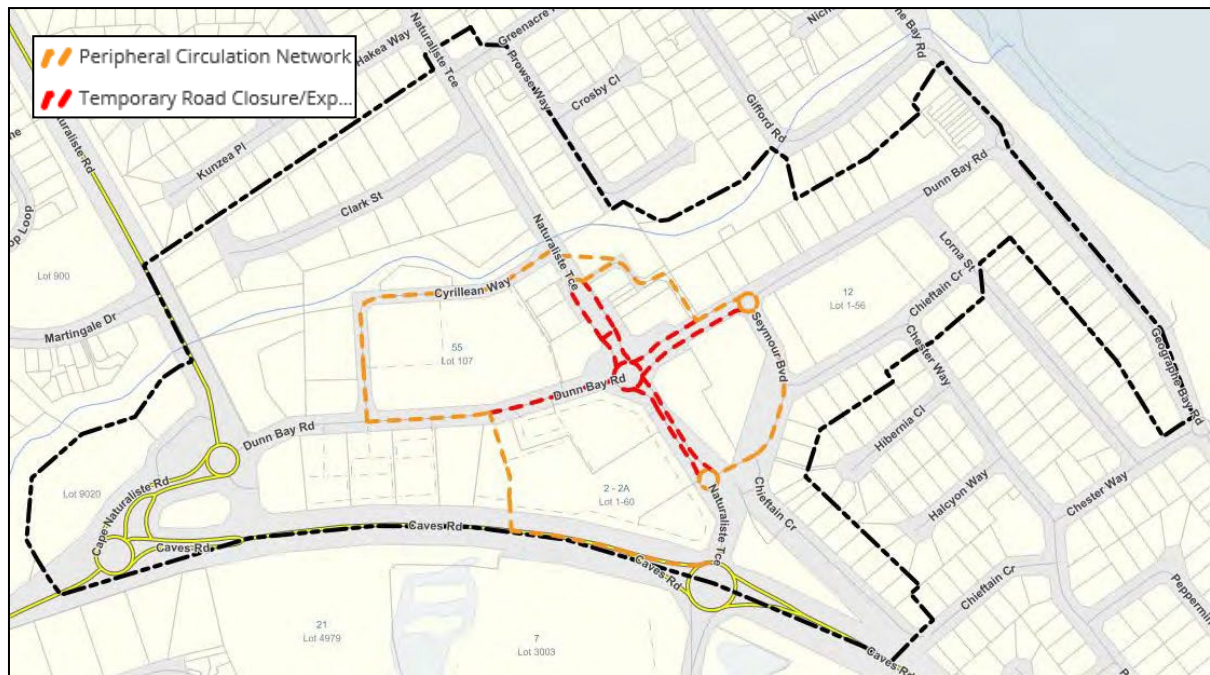 Peripheral Circulation Network
Temporary Road Closure/Exp...
Hakea Way
Naturaliste Tce
Greenacre
Prowse Way
Crosby Cl
Gifford Rd
Bay Rd
Dunn Bay Rd
Naturaliste Rd
Kunzea Pl
Clark St
Loop
Lot 900
Martingale Dr
Naturaliste Tce
Cyrillean Way
Lorna St
Chieftain Cr
12
Lot 1-56
Chester Way
Geographe Bay Rd
55
Lot 107
Seymour Bvd
Dunn Bay Rd
Hibernia Cl
Dunn Bay Rd
Halcyon Way
Chester Way
Lot 9020
Cape Naturaliste Rd
2 - 2A
Lot 1-60
Naturaliste Tce
Chieftain Cr
Caves Rd
Caves Rd
Caves Rd
Chieftain Cr
21
Lot 4979
7
Lot 3003
Caves Rd